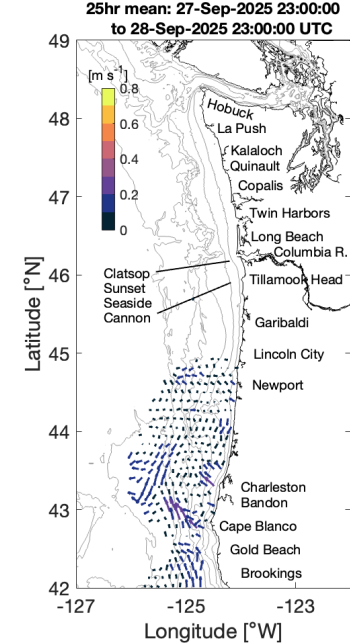 25hr mean: 27-Sep-2025 23:00:00
to 28-Sep-2025 23:00:00 UTC
49
[m s⁻¹]
0.8
0.6
0.4
0.2
0
Hobuck
La Push
48
Kalaloch
Quinault
Copalis
47
Twin Harbors
Long Beach
Columbia R.
46
Clatsop
Sunset
Seaside
Cannon
Tillamook Head
Garibaldi
45
Lincoln City
Newport
44
Charleston
Bandon
43
Cape Blanco
Gold Beach
Brookings
42
Latitude [°N]
-127
-125
-123
Longitude [°W]